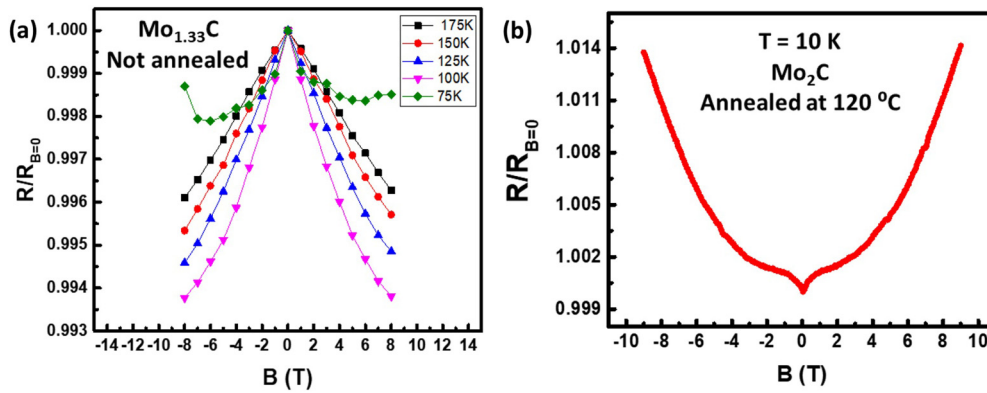 (a)
Mo1.33C
Not annealed
175K
150K
125K
100K
75K
1.000
0.999
0.998
0.997
0.996
0.995
0.994
0.993
R/RB=0
-14 -12 -10 -8 -6 -4 -2 0 2 4 6 8 10 12 14
B (T)
(b)
T = 10 K
Mo2C
Annealed at 120 ⁰C
1.014
1.011
1.008
1.005
1.002
0.999
R/RB=0
-10 -8 -6 -4 -2 0 2 4 6 8 10
B (T)